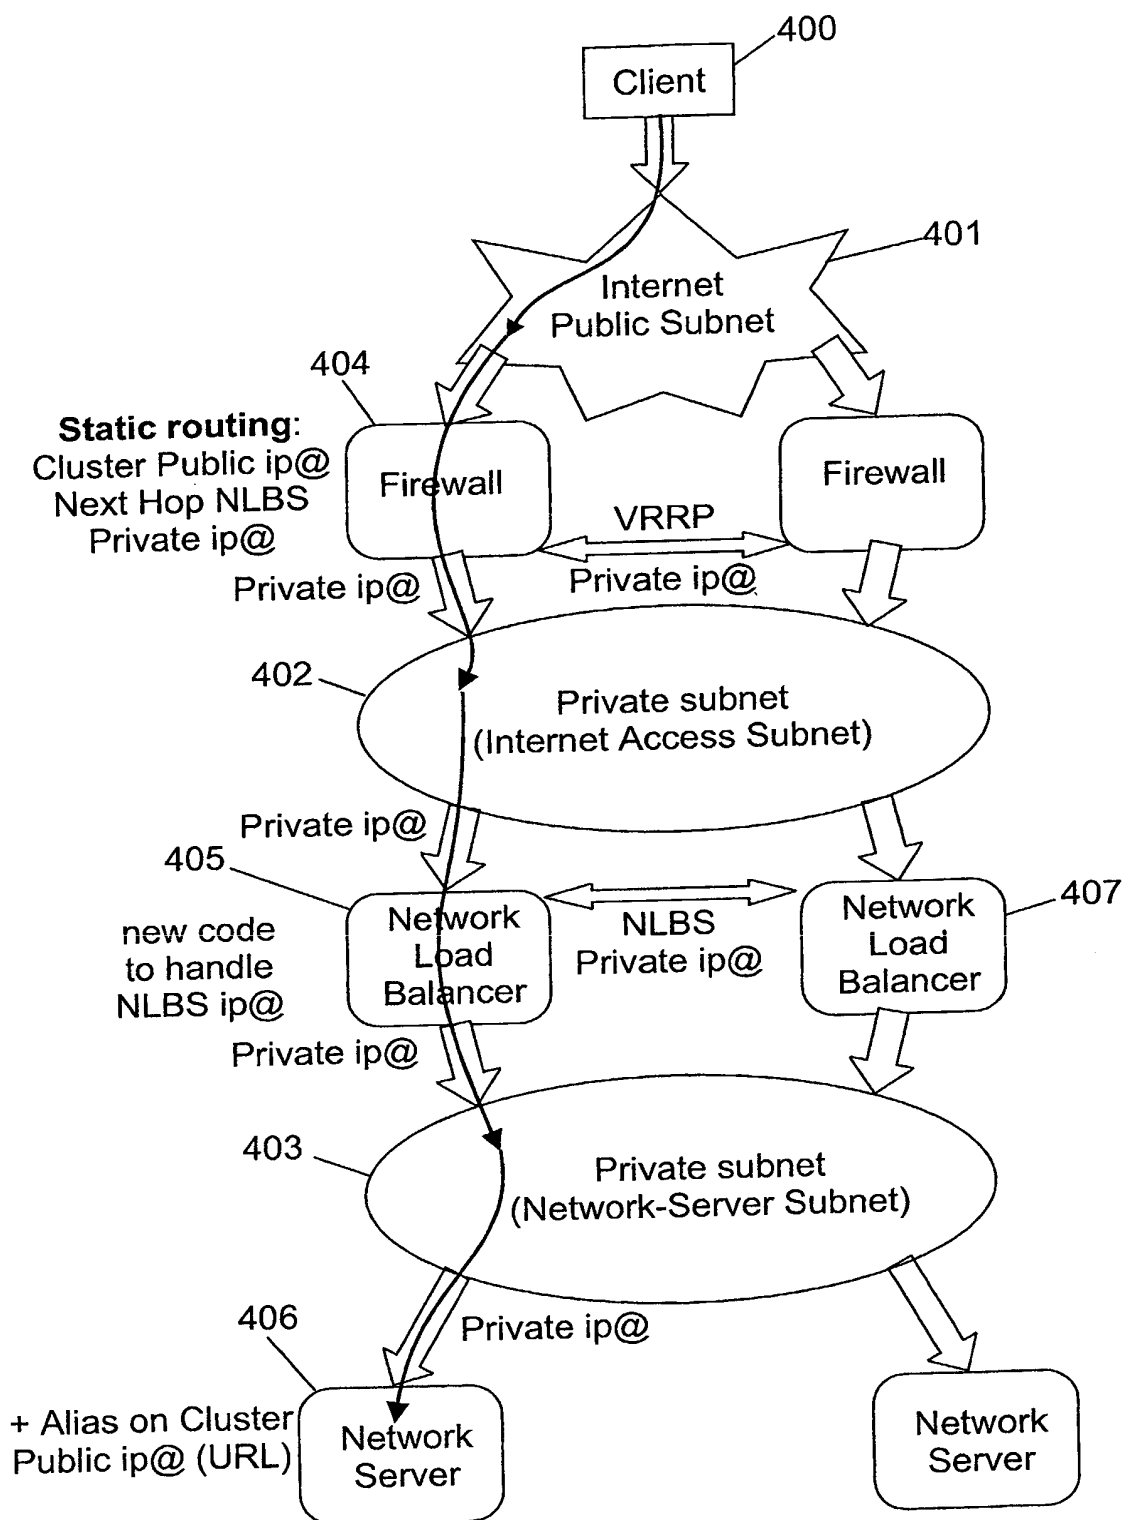 400
Client
401
Internet
Public Subnet
404
Static routing:
Cluster Public ip@
Next Hop NLBS
Private ip@
Firewall
Firewall
VRRP
Private ip@
Private ip@
402
Private subnet
(Internet Access Subnet)
Private ip@
405
407
Network
Load
Balancer
NLBS
Private ip@
Network
Load
Balancer
new code
to handle
NLBS ip@
Private ip@
403
Private subnet
(Network-Server Subnet)
406
Private ip@
+ Alias on Cluster
Public ip@ (URL)
Network
Server
Network
Server